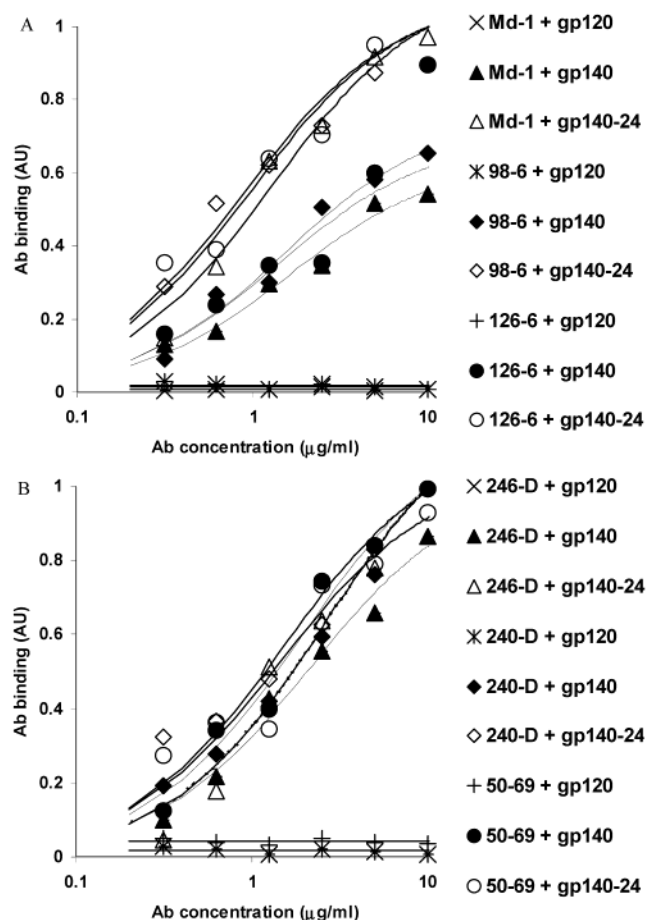 A
Ab binding (AU)
1
0.8
0.6
0.4
0.2
0
0.1
1
10
Ab concentration (μg/ml)
Md-1 + gp120
Md-1 + gp140
Md-1 + gp140-24
98-6 + gp120
98-6 + gp140
98-6 + gp140-24
126-6 + gp120
126-6 + gp140
126-6 + gp140-24
B
Ab binding (AU)
1
0.8
0.6
0.4
0.2
0
0.1
1
10
Ab concentration (μg/ml)
246-D + gp120
246-D + gp140
246-D + gp140-24
240-D + gp120
240-D + gp140
240-D + gp140-24
50-69 + gp120
50-69 + gp140
50-69 + gp140-24